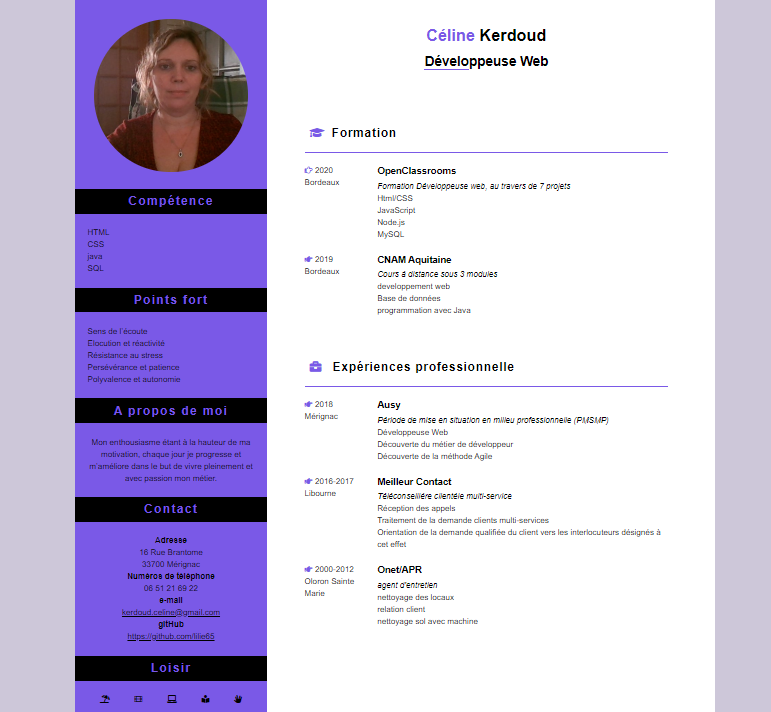 Céline Kerdoud
Développeuse Web
Compétence
HTML
CSS
java
SQL
Points fort
Sens de l'écoute
Elocution et réactivité
Résistance au stress
Persévérance et patience
Polyvalence et autonomie
A propos de moi
Mon enthousiasme étant à la hauteur de ma
motivation, chaque jour je progresse et
m'améliore dans le but de vivre pleinement et
avec passion mon métier.
Contact
Adresse
16 Rue Brantome
33700 Mérignac
Numéros de téléphone
06 51 21 69 22
e-mail
kerdoud.celine@gmail.com
gitHub
https://github.com/lilie65
Loisir
Formation
2020
Bordeaux
OpenClassrooms
Formation Développeuse web, au travers de 7 projets
Html/CSS
JavaScript
Node.js
MySQL
2019
Bordeaux
CNAM Aquitaine
Cours à distance sous 3 modules
developpement web
Base de données
programmation avec Java
Expériences professionnelle
2018
Mérignac
Ausy
Période de mise en situation en milieu professionnelle (PMSMP)
Développeuse Web
Découverte du métier de développeur
Découverte de la méthode Agile
2016-2017
Libourne
Meilleur Contact
Téléconseillère clientèle multi-service
Réception des appels
Traitement de la demande clients multi-services
Orientation de la demande qualifiée du client vers les interlocuteurs désignés à
cet effet
2000-2012
Oloron Sainte
Marie
Onet/APR
agent d'entretien
nettoyage des locaux
relation client
nettoyage sol avec machine